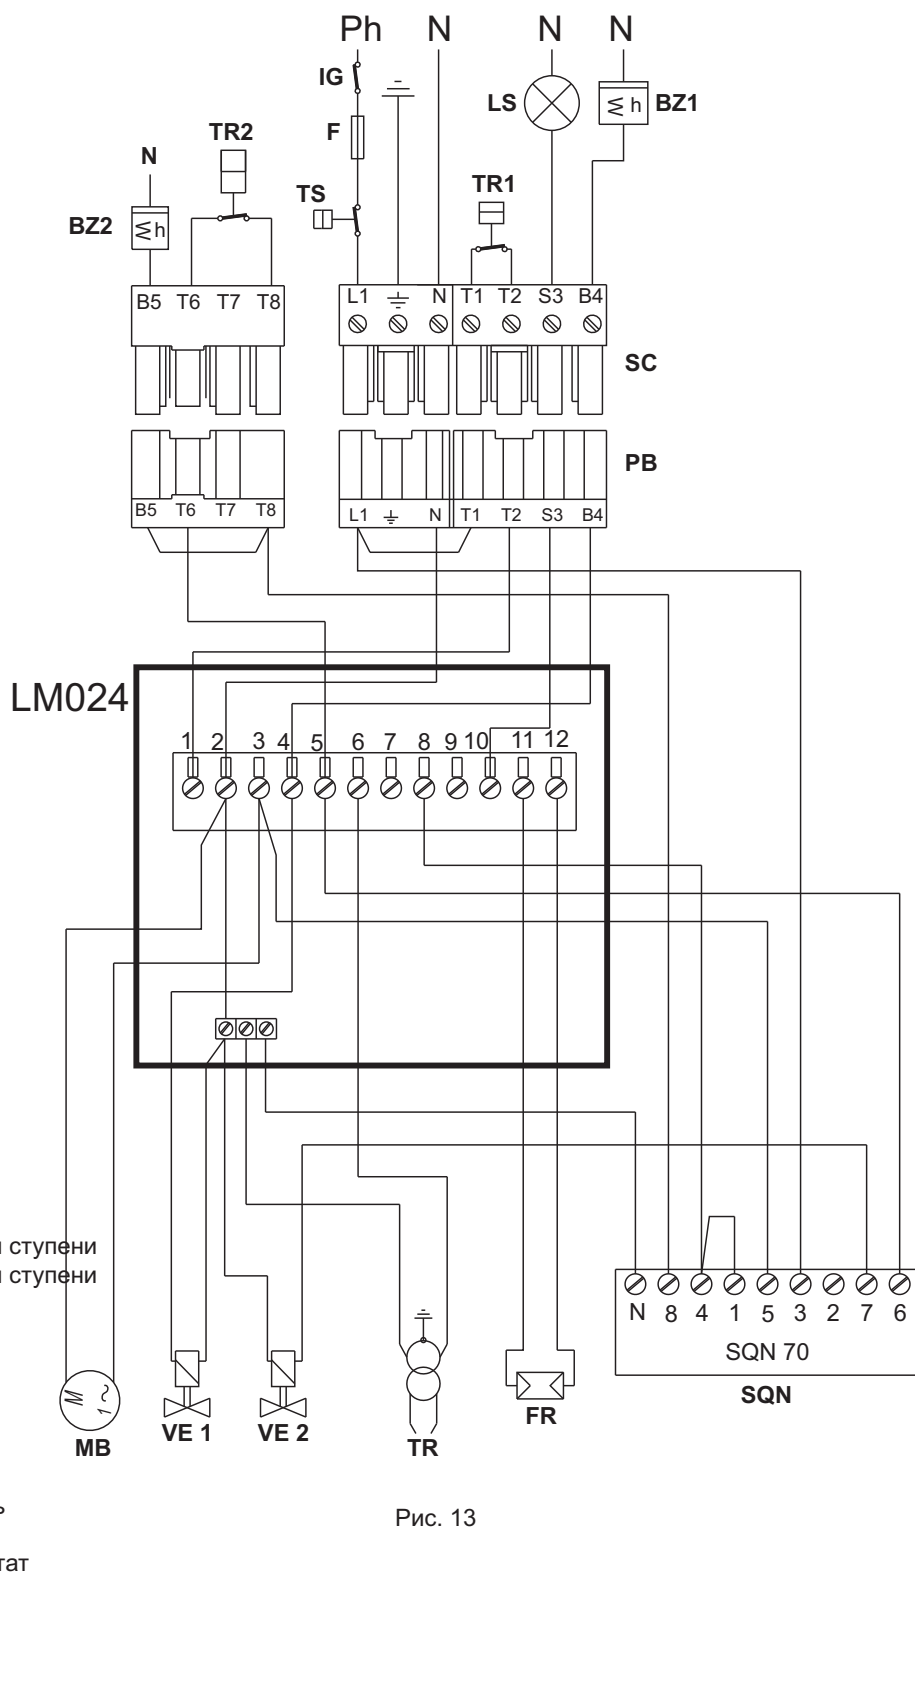 Ph N N N
IG
LS
BZ1
h
F
TR2
N
TS
TR1
BZ2
h
B5 T6 T7 T8
L1 N T1 T2 S3 B4
SC
PB
B5 T6 T7 T8
L1 N T1 T2 S3 B4
LM024
1 2 3 4 5 6 7 8 9 10 11 12
ступени
ступени
N 8 4 1 5 3 2 7 6
SQN 70
SQN
M 1 ~
MB
VE 1
VE 2
TR
FR
Рис. 13